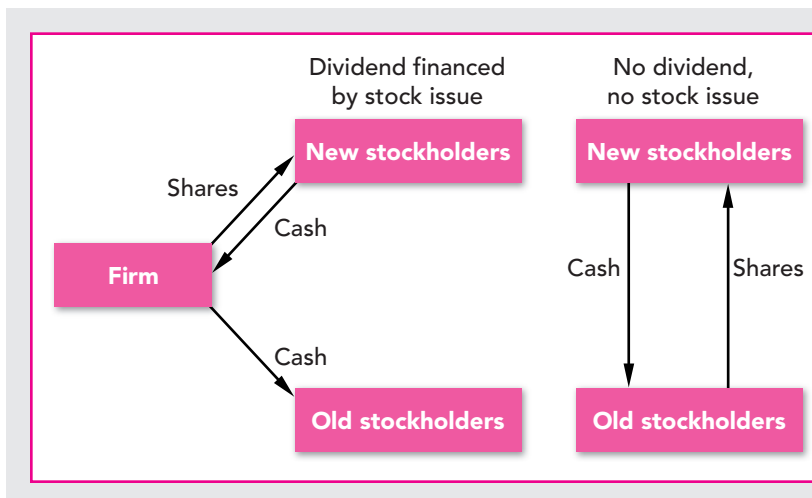 Dividend financed
by stock issue
New stockholders
Shares
Cash
Firm
Cash
Old stockholders
No dividend,
no stock issue
New stockholders
Cash
Shares
Old stockholders